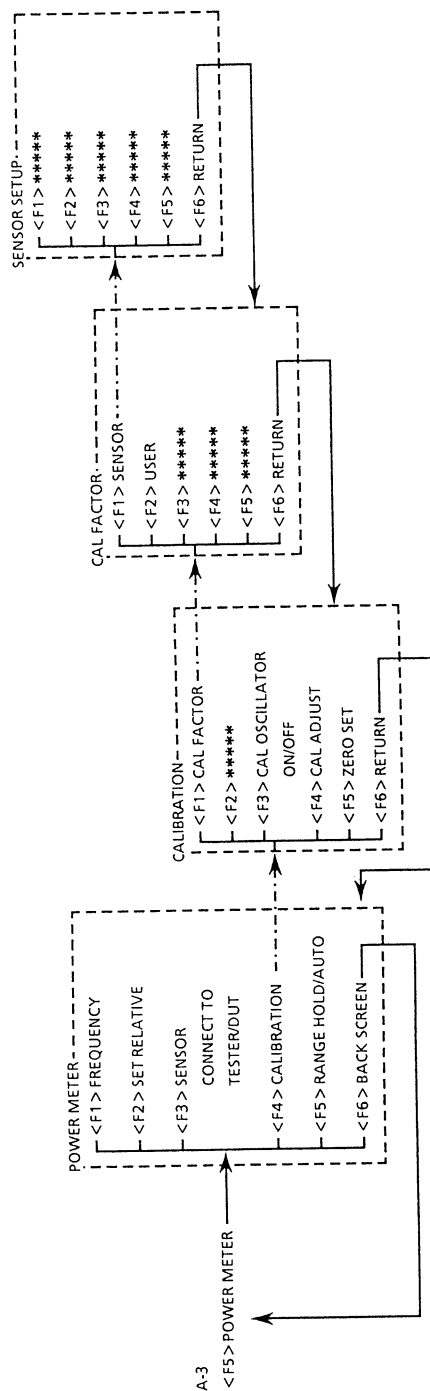 A-3
<F5> POWER METER
POWER METER
<F1> FREQUENCY
<F2> SET RELATIVE
<F3> SENSOR
CONNECT TO
TESTER/DUT
<F4> CALIBRATION
<F5> RANGE HOLD/AUTO
<F6> BACK SCREEN
CALIBRATION
<F1> CAL FACTOR
<F2> *****
<F3> CAL OSCILLATOR
ON/OFF
<F4> CAL ADJUST
<F5> ZERO SET
<F6> RETURN
CAL FACTOR
<F1> SENSOR
<F2> USER
<F3> *****
<F4> *****
<F5> *****
<F6> RETURN
SENSOR SETUP
<F1> *****
<F2> *****
<F3> *****
<F4> *****
<F5> *****
<F6> RETURN